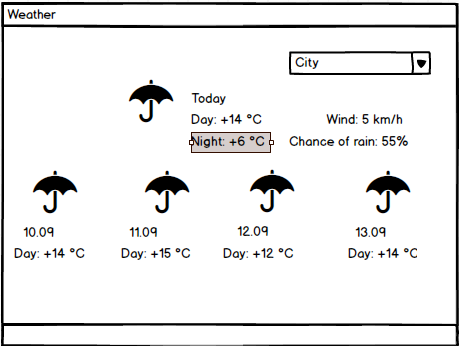 Weather
City
Today
Day: +14 °C
Wind: 5 km/h
Night: +6 °C
Chance of rain: 55%
10.09
11.09
12.09
13.09
Day: +14 °C
Day: +15 °C
Day: +12 °C
Day: +14 °C